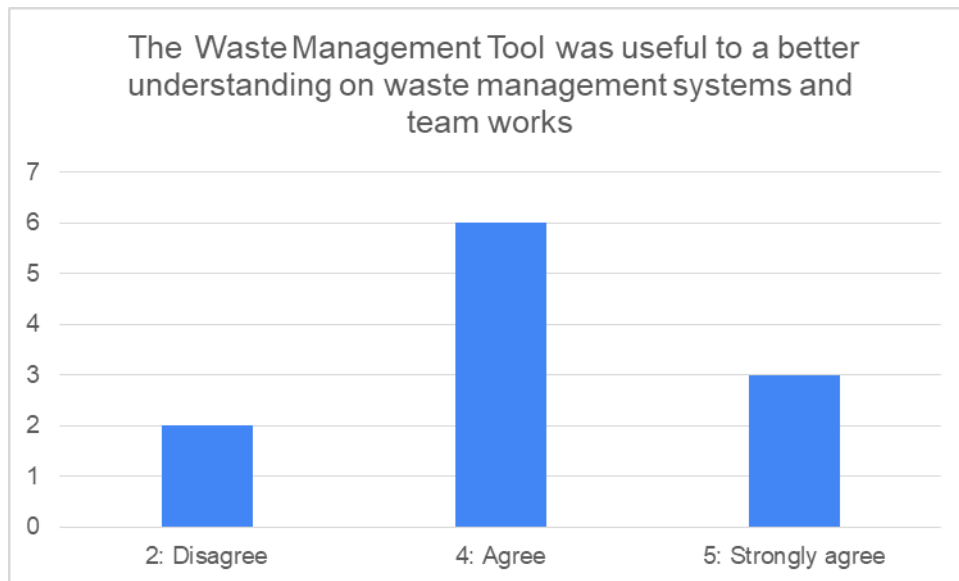 The Waste Management Tool was useful to a better
understanding on waste management systems and
team works
7
6
5
4
3
2
1
0
2: Disagree
4: Agree
5: Strongly agree